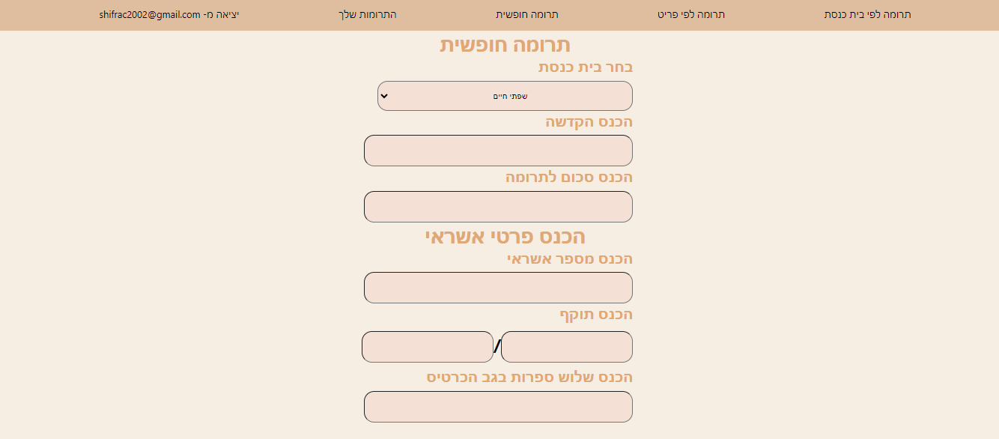 תרומה לפי בית כנסת תרומה לפי פריט תרומה חופשית התרומות שלך יציאה מ- shifrac2002@gmail.com
תרומה חופשית
בחר בית כנסת
שפתי חיים
הכנס הקדשה
הכנס סכום לתרומה
הכנס פרטי אשראי
הכנס מספר אשראי
הכנס תוקף
/
הכנס שלוש ספרות בגב הכרטיס